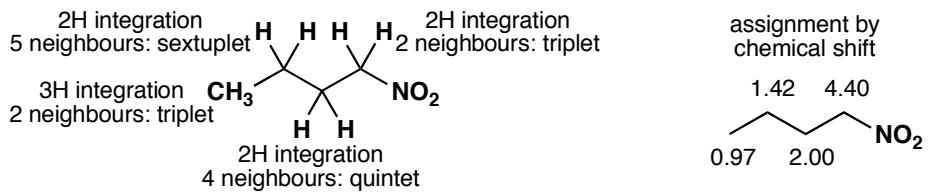 2H integration
5 neighbours: sextuplet
H H H H
2H integration
2 neighbours: triplet
3H integration
2 neighbours: triplet
CH3
NO2
H H
2H integration
4 neighbours: quintet
assignment by
chemical shift
1.42 4.40
NO2
0.97 2.00